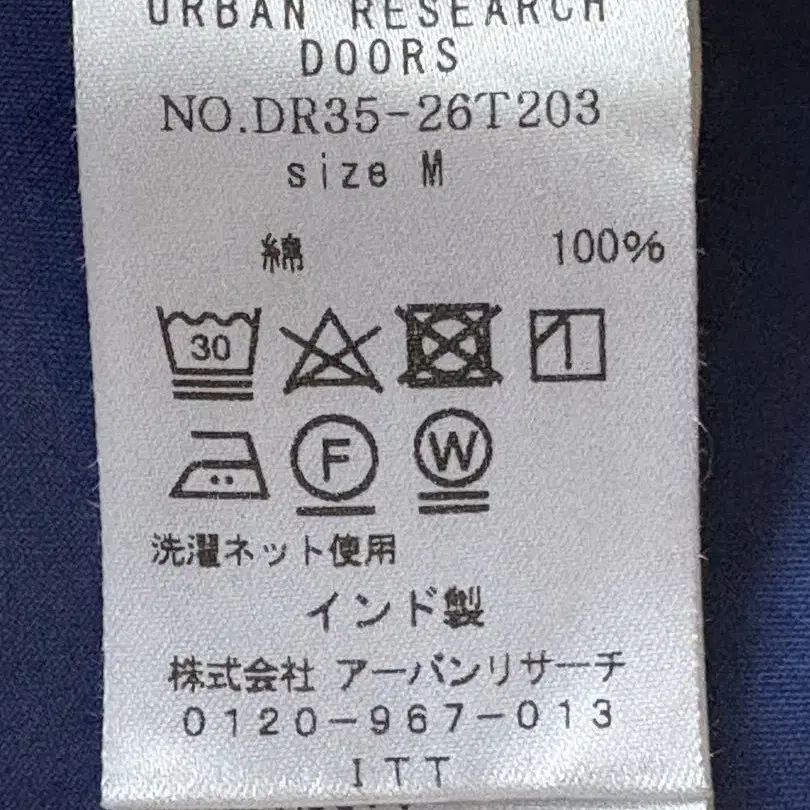 URBAN RESEARCH
DOORS
NO.DR35-26T203
size M
綿 100%
30
F W
洗濯ネット使用
インド製
株式会社 アーバンリサーチ
0120-967-013
ITT